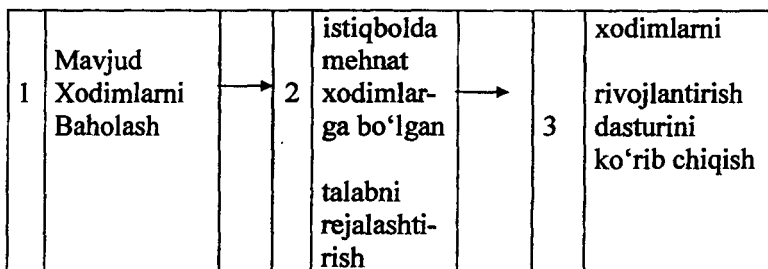 1
Mavjud
Xodimlarni
Baholash
2
istiqbolda
mehnat
xodimlar-
ga bo‘lgan
talabni
rejalashti-
rish
3
xodimlarni
rivojlantirish
dasturini
ko‘rib chiqish